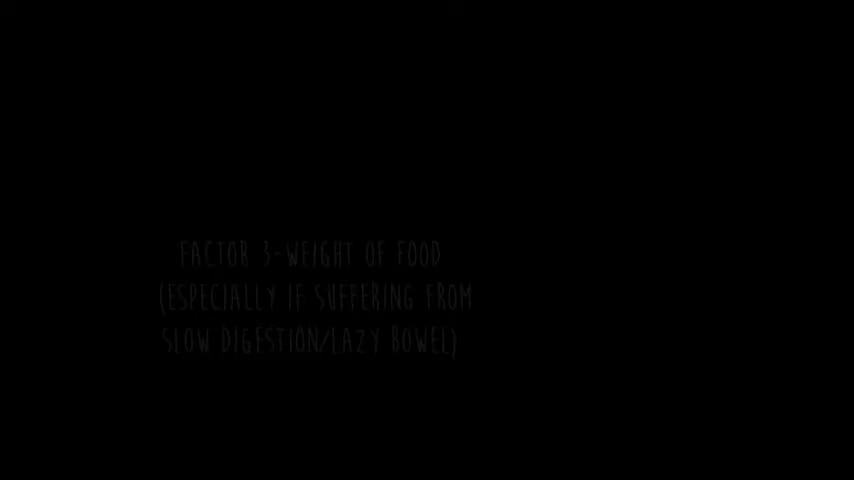 FACTOR 3-WEIGHT OF FOOD
(ESPECIALLY IF SUFFERING FROM
SLOW DIGESTION/LAZY BOWEL)